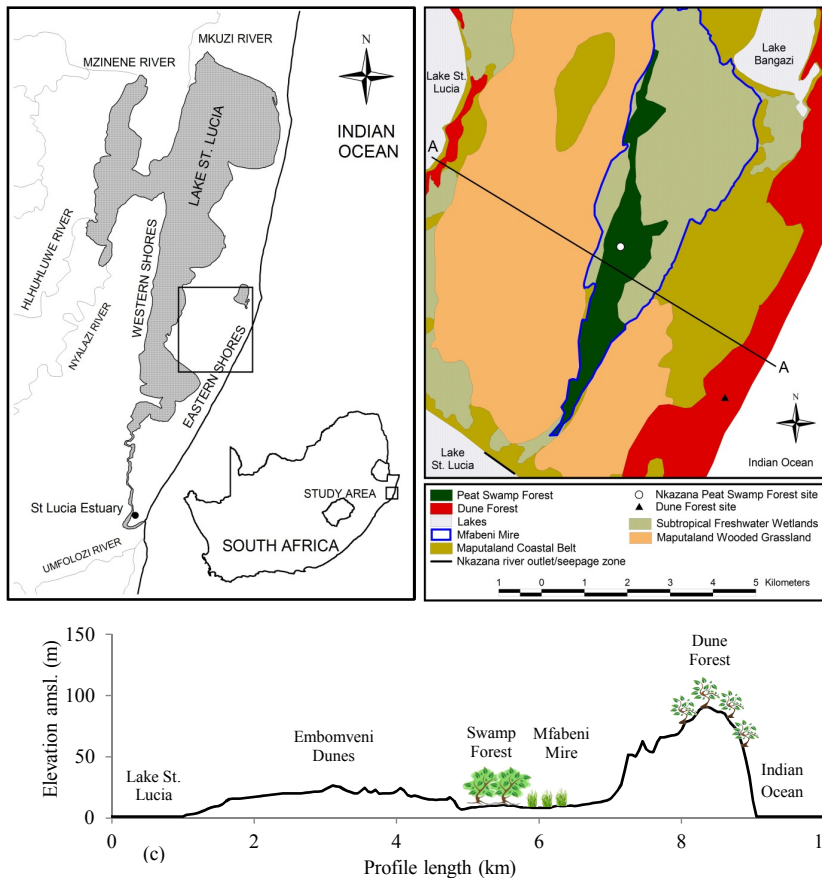 MKUZI RIVER
MZINENE RIVER
N
INDIAN
OCEAN
LAKE ST. LUCIA
HLHUHLUWE RIVER
WESTERN SHORES
NYALAZI RIVER
EASTERN SHORES
St Lucia Estuary
STUDY AREA
SOUTH AFRICA
UMFOLOZI RIVER
Lake St.
Lucia
Lake
Bangazi
A
A
N
Lake
St. Lucia
Indian Ocean
Peat Swamp Forest
Dune Forest
Lakes
Mfabeni Mire
Maputaland Coastal Belt
Nkazana river outlet/seepage zone
Nkazana Peat Swamp Forest site
Dune Forest site
Subtropical Freshwater Wetlands
Maputaland Wooded Grassland
1 0 1 2 3 4 5 Kilometers
Elevation amsl. (m)
150
100
50
0
Lake St.
Lucia
Embomveni
Dunes
Swamp
Forest
Mfabeni
Mire
Dune
Forest
Indian
Ocean
0 2 4 6 8 1
(c)
Profile length (km)